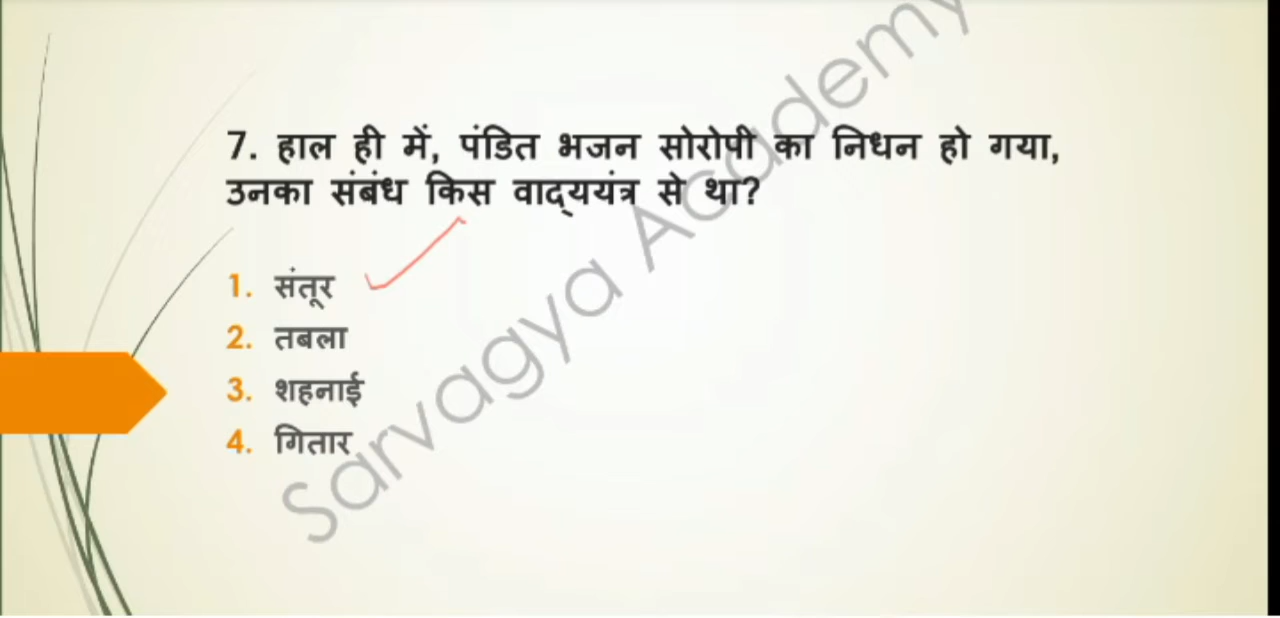 7. हाल ही में, पंडित भजन सोरोपी का निधन हो गया,
उनका संबंध किस वाद्ययंत्र से था?
1. संतूर
2. तबला
3. शहनाई
4. गितार
Sarvagya Academy